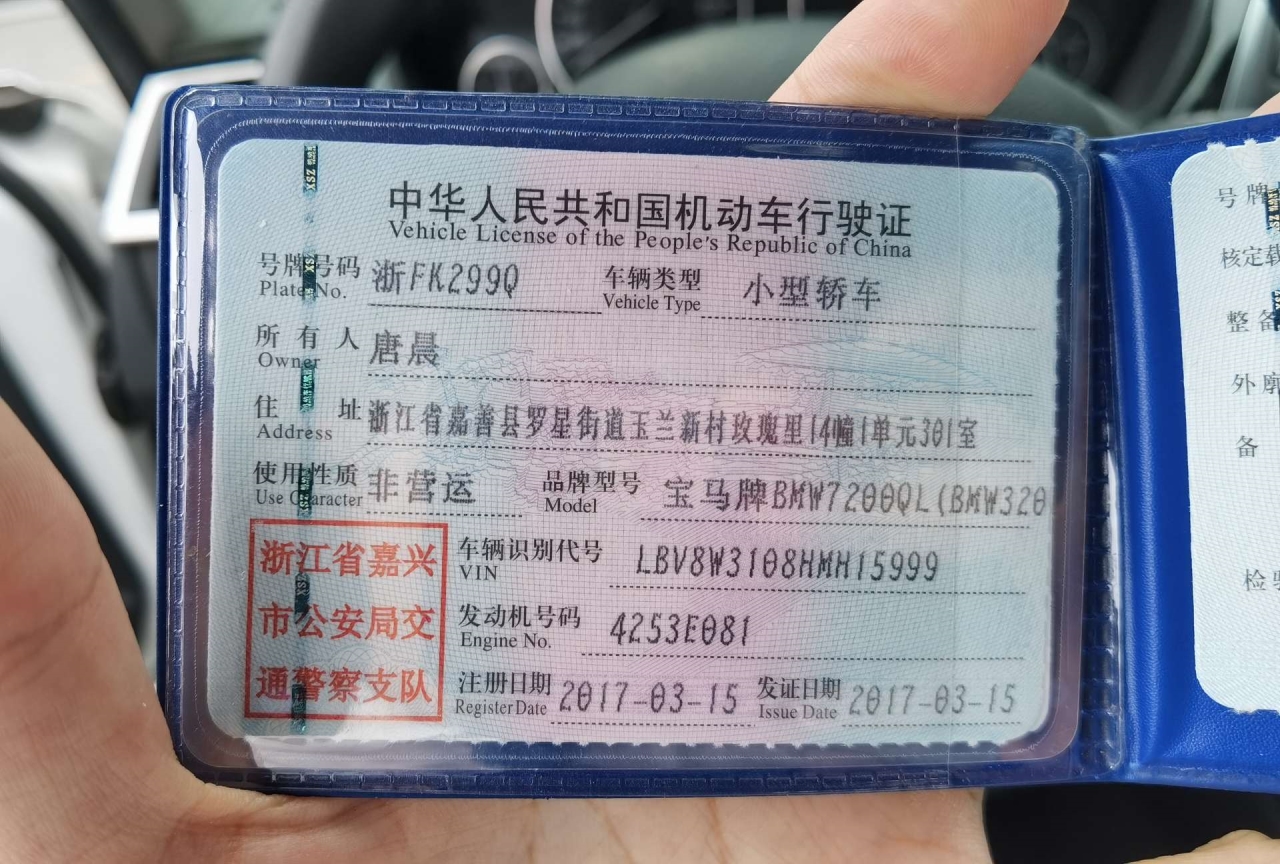 中华人民共和国机动车行驶证
Vehicle License of the People's Republic of China
号牌号码 浙FK299Q 车辆类型 小型轿车
Plate No. Vehicle Type
所有人 唐晨
Owner
住址 浙江省嘉善县罗星街道玉兰新村玫瑰里14幢1单元301室
Address
使用性质 非营运 品牌型号 宝马牌BMW7200QL(BMW320
Use Character Model
浙江省嘉兴
市公安局交
通警察支队
车辆识别代号 LBV8W3108HMH15999
VIN
发动机号码 4253E081
Engine No.
注册日期 2017-03-15 发证日期 2017-03-15
Register Date Issue Date
号牌
核定载
整备
外廓
备
检验